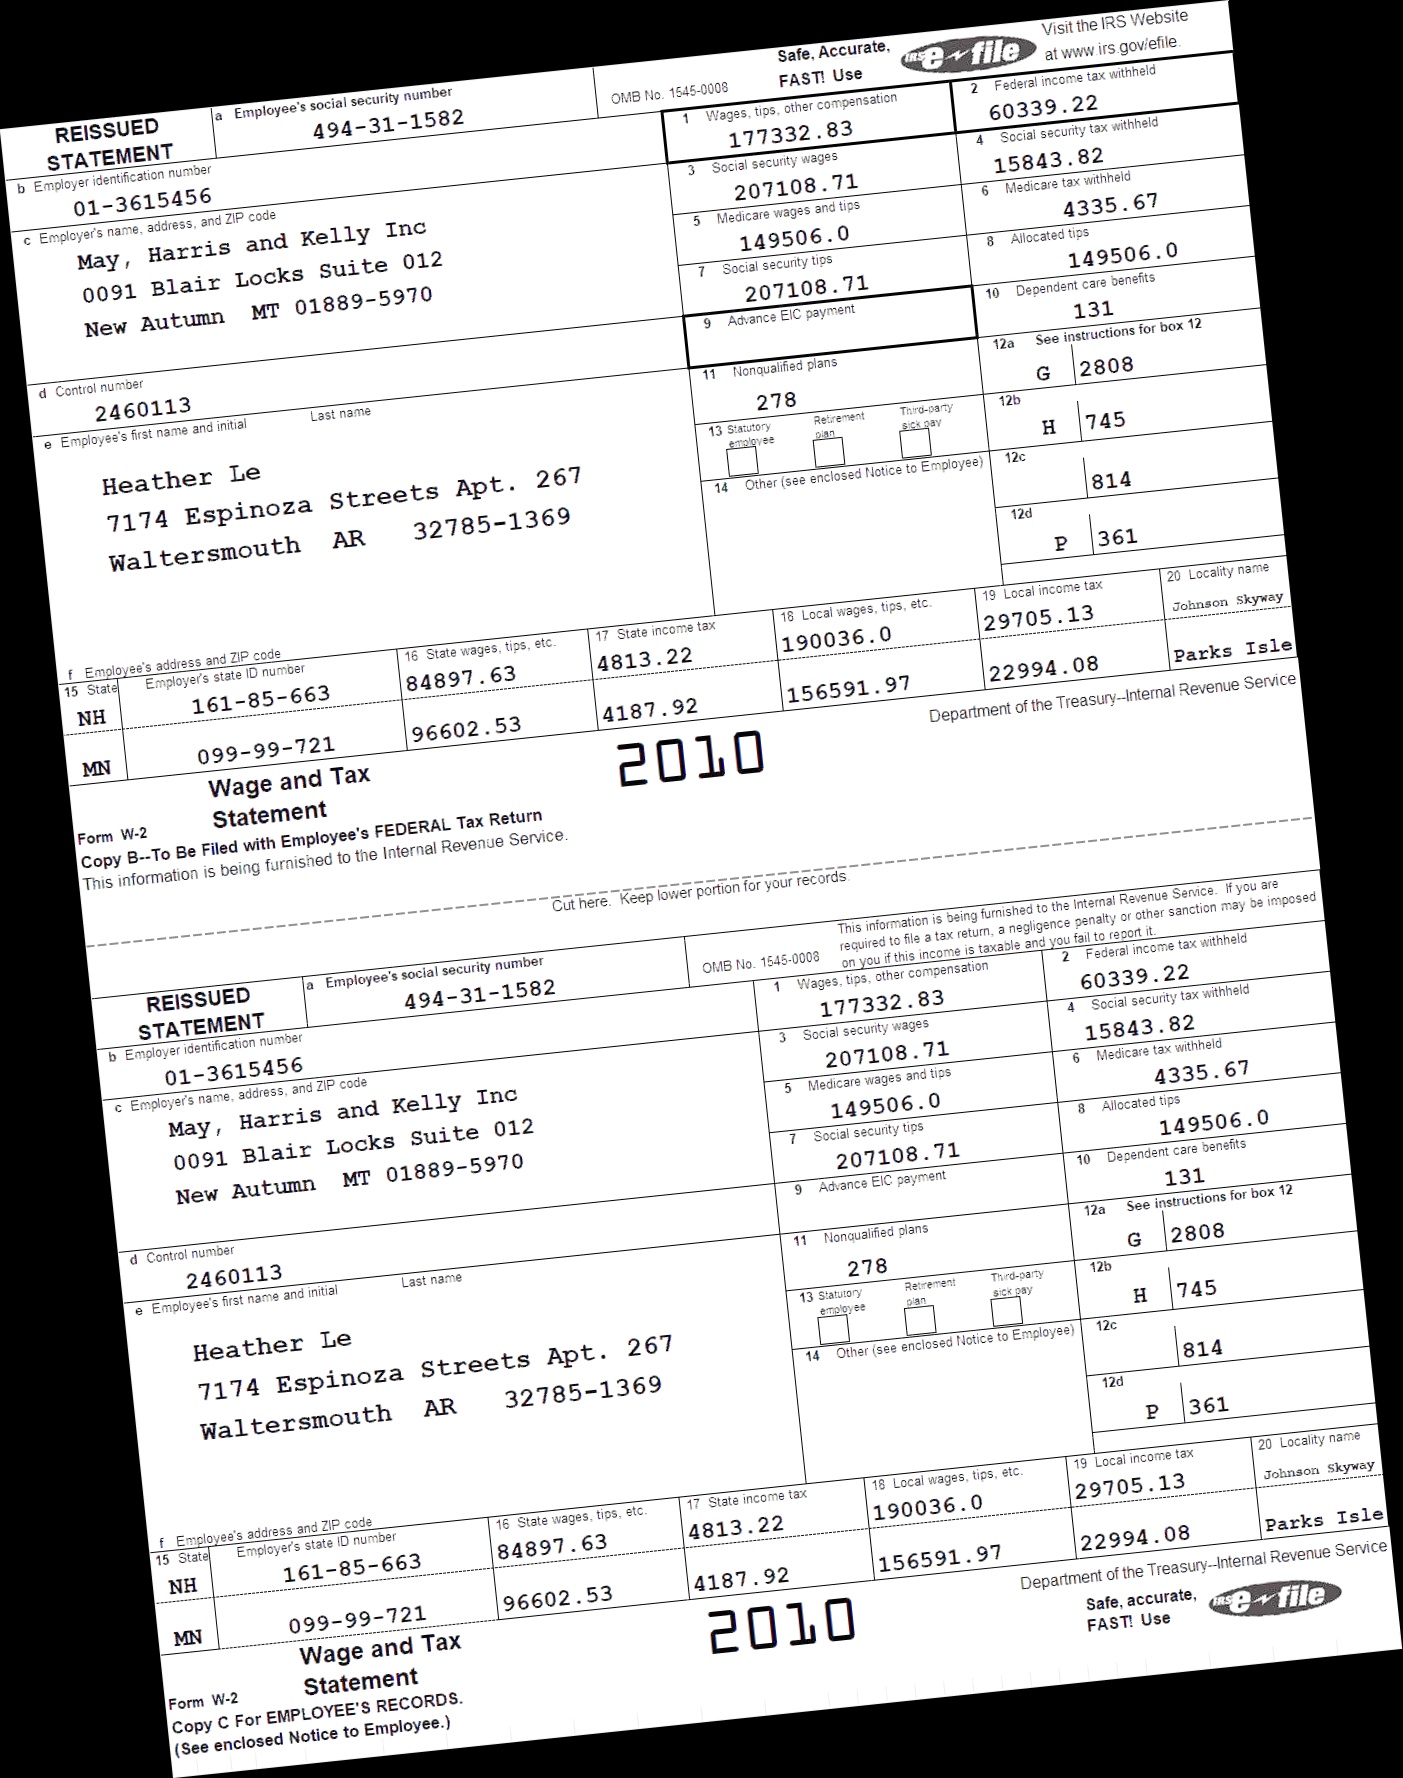 Safe, Accurate,
FAST! Use
IRS e-file
Visit the IRS Website
at www.irs.gov/efile.
REISSUED
STATEMENT
a Employee's social security number
494-31-1582
OMB No. 1545-0008
1 Wages, tips, other compensation
177332.83
2 Federal income tax withheld
60339.22
b Employer identification number
01-3615456
3 Social security wages
207108.71
4 Social security tax withheld
15843.82
c Employer's name, address, and ZIP code
May, Harris and Kelly Inc
0091 Blair Locks Suite 012
New Autumn MT 01889-5970
5 Medicare wages and tips
149506.0
6 Medicare tax withheld
4335.67
7 Social security tips
207108.71
8 Allocated tips
149506.0
9 Advance EIC payment
10 Dependent care benefits
131
d Control number
2460113
11 Nonqualified plans
278
12a See instructions for box 12
G 2808
e Employee's first name and initial Last name
Heather Le
7174 Espinoza Streets Apt. 267
Waltersmouth AR 32785-1369
13 Statutory employee
Retirement plan
Third-party sick pay
12b
H 745
14 Other (see enclosed Notice to Employee)
12c
814
12d
P 361
f Employee's address and ZIP code
15 State Employer's state ID number
16 State wages, tips, etc.
17 State income tax
18 Local wages, tips, etc.
19 Local income tax
20 Locality name
NH 161-85-663 84897.63 4813.22 190036.0 29705.13 Johnson Skyway
MN 099-99-721 96602.53 4187.92 156591.97 22994.08 Parks Isle
Form W-2
Wage and Tax
Statement
2010
Department of the Treasury--Internal Revenue Service
Copy B--To Be Filed with Employee's FEDERAL Tax Return
This information is being furnished to the Internal Revenue Service.
Cut here. Keep lower portion for your records.
This information is being furnished to the Internal Revenue Service. If you are
required to file a tax return, a negligence penalty or other sanction may be imposed
on you if this income is taxable and you fail to report it.
REISSUED
STATEMENT
a Employee's social security number
494-31-1582
OMB No. 1545-0008
1 Wages, tips, other compensation
177332.83
2 Federal income tax withheld
60339.22
b Employer identification number
01-3615456
3 Social security wages
207108.71
4 Social security tax withheld
15843.82
c Employer's name, address, and ZIP code
May, Harris and Kelly Inc
0091 Blair Locks Suite 012
New Autumn MT 01889-5970
5 Medicare wages and tips
149506.0
6 Medicare tax withheld
4335.67
7 Social security tips
207108.71
8 Allocated tips
149506.0
9 Advance EIC payment
10 Dependent care benefits
131
d Control number
2460113
11 Nonqualified plans
278
12a See instructions for box 12
G 2808
e Employee's first name and initial Last name
Heather Le
7174 Espinoza Streets Apt. 267
Waltersmouth AR 32785-1369
13 Statutory employee
Retirement plan
Third-party sick pay
12b
H 745
14 Other (see enclosed Notice to Employee)
12c
814
12d
P 361
f Employee's address and ZIP code
15 State Employer's state ID number
16 State wages, tips, etc.
17 State income tax
18 Local wages, tips, etc.
19 Local income tax
20 Locality name
NH 161-85-663 84897.63 4813.22 190036.0 29705.13 Johnson Skyway
MN 099-99-721 96602.53 4187.92 156591.97 22994.08 Parks Isle
Form W-2
Wage and Tax
Statement
2010
Department of the Treasury--Internal Revenue Service
Safe, accurate,
FAST! Use
IRS e-file
Copy C For EMPLOYEE'S RECORDS.
(See enclosed Notice to Employee.)